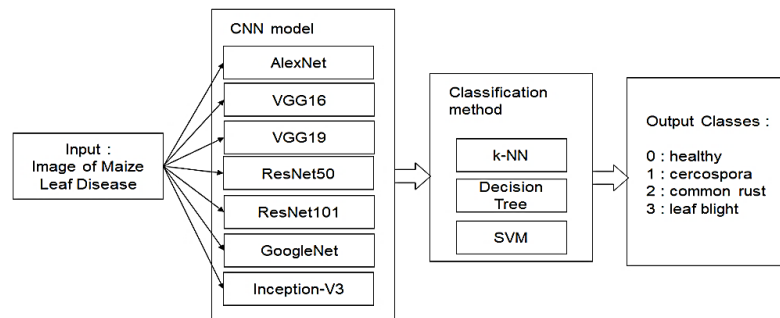 Input :
Image of Maize
Leaf Disease
CNN model
AlexNet
VGG16
VGG19
ResNet50
ResNet101
GoogleNet
Inception-V3
Classification
method
k-NN
Decision
Tree
SVM
Output Classes :
0 : healthy
1 : cercospora
2 : common rust
3 : leaf blight